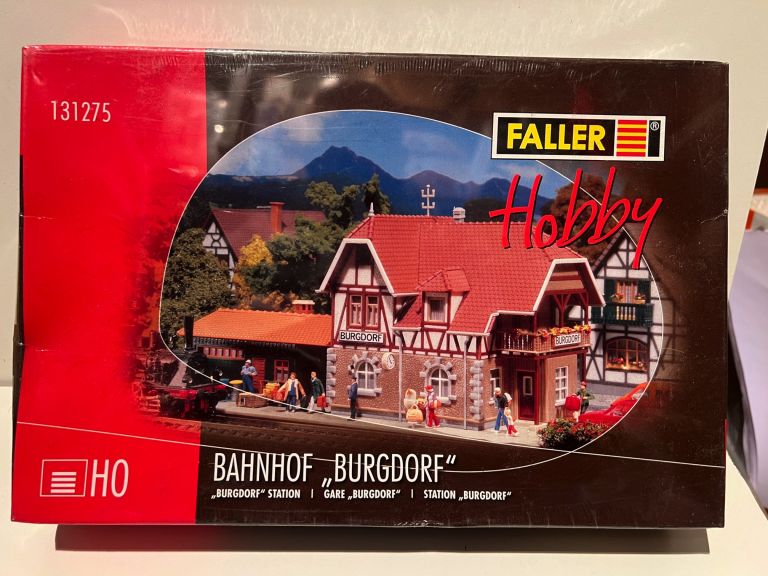 131275
FALLER ®
Hobby
BURGDORF
BURGDORF
HO
BAHNHOF „BURGDORF“
„BURGDORF“ STATION | GARE „BURGDORF“ | STATION „BURGDORF“